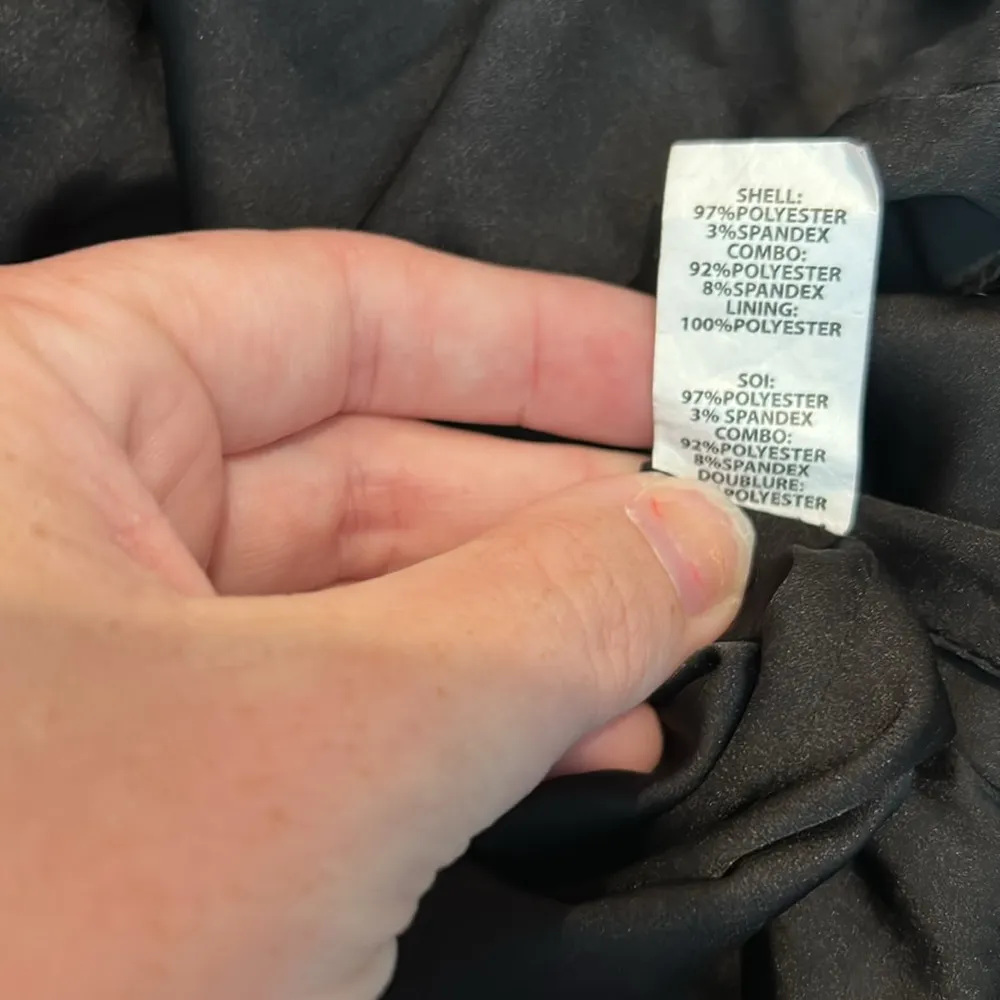 SHELL:
97%POLYESTER
3%SPANDEX
COMBO:
92%POLYESTER
8%SPANDEX
LINING:
100%POLYESTER
SOI:
97%POLYESTER
3% SPANDEX
COMBO:
92%POLYESTER
8%SPANDEX
DOUBLURE:
POLYESTER